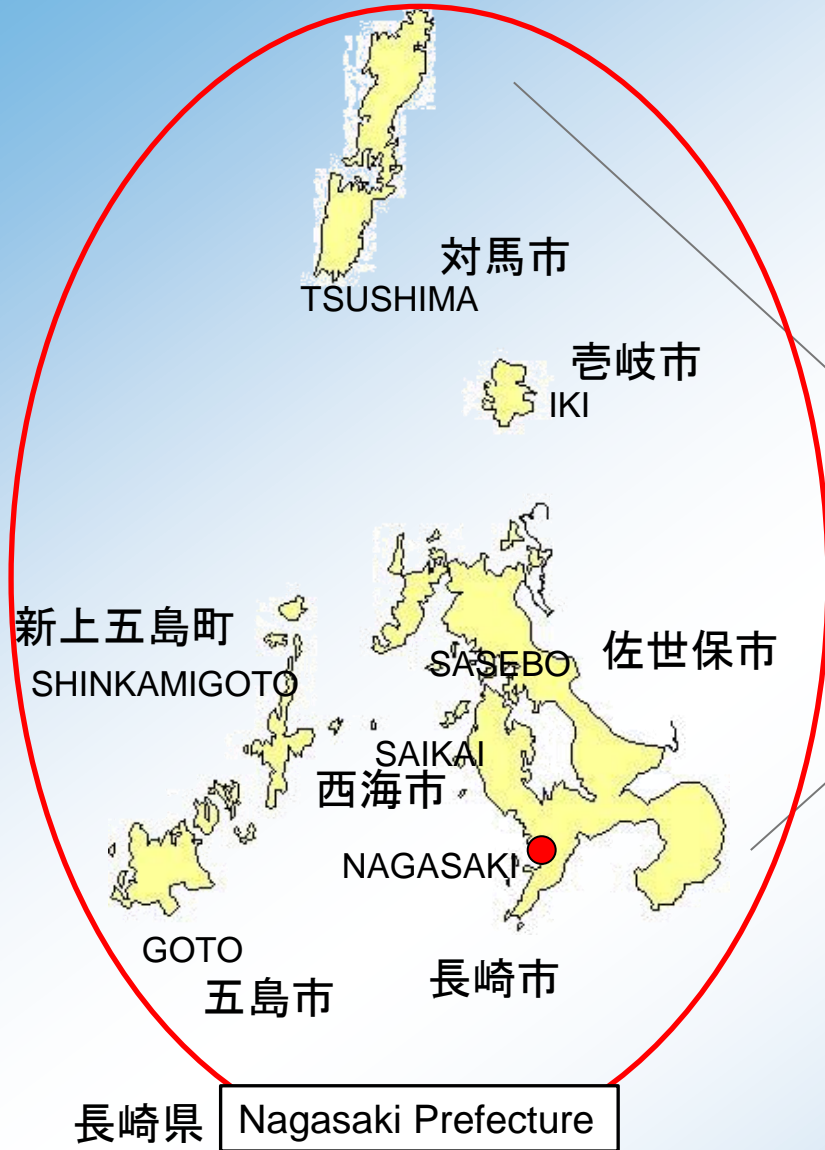 対馬市
TSUSHIMA
壱岐市
IKI
新上五島町
SHINKAMIGOTO
SASEBO
佐世保市
SAIKAI
西海市
NAGASAKI
GOTO
五島市
長崎市
長崎県
Nagasaki Prefecture